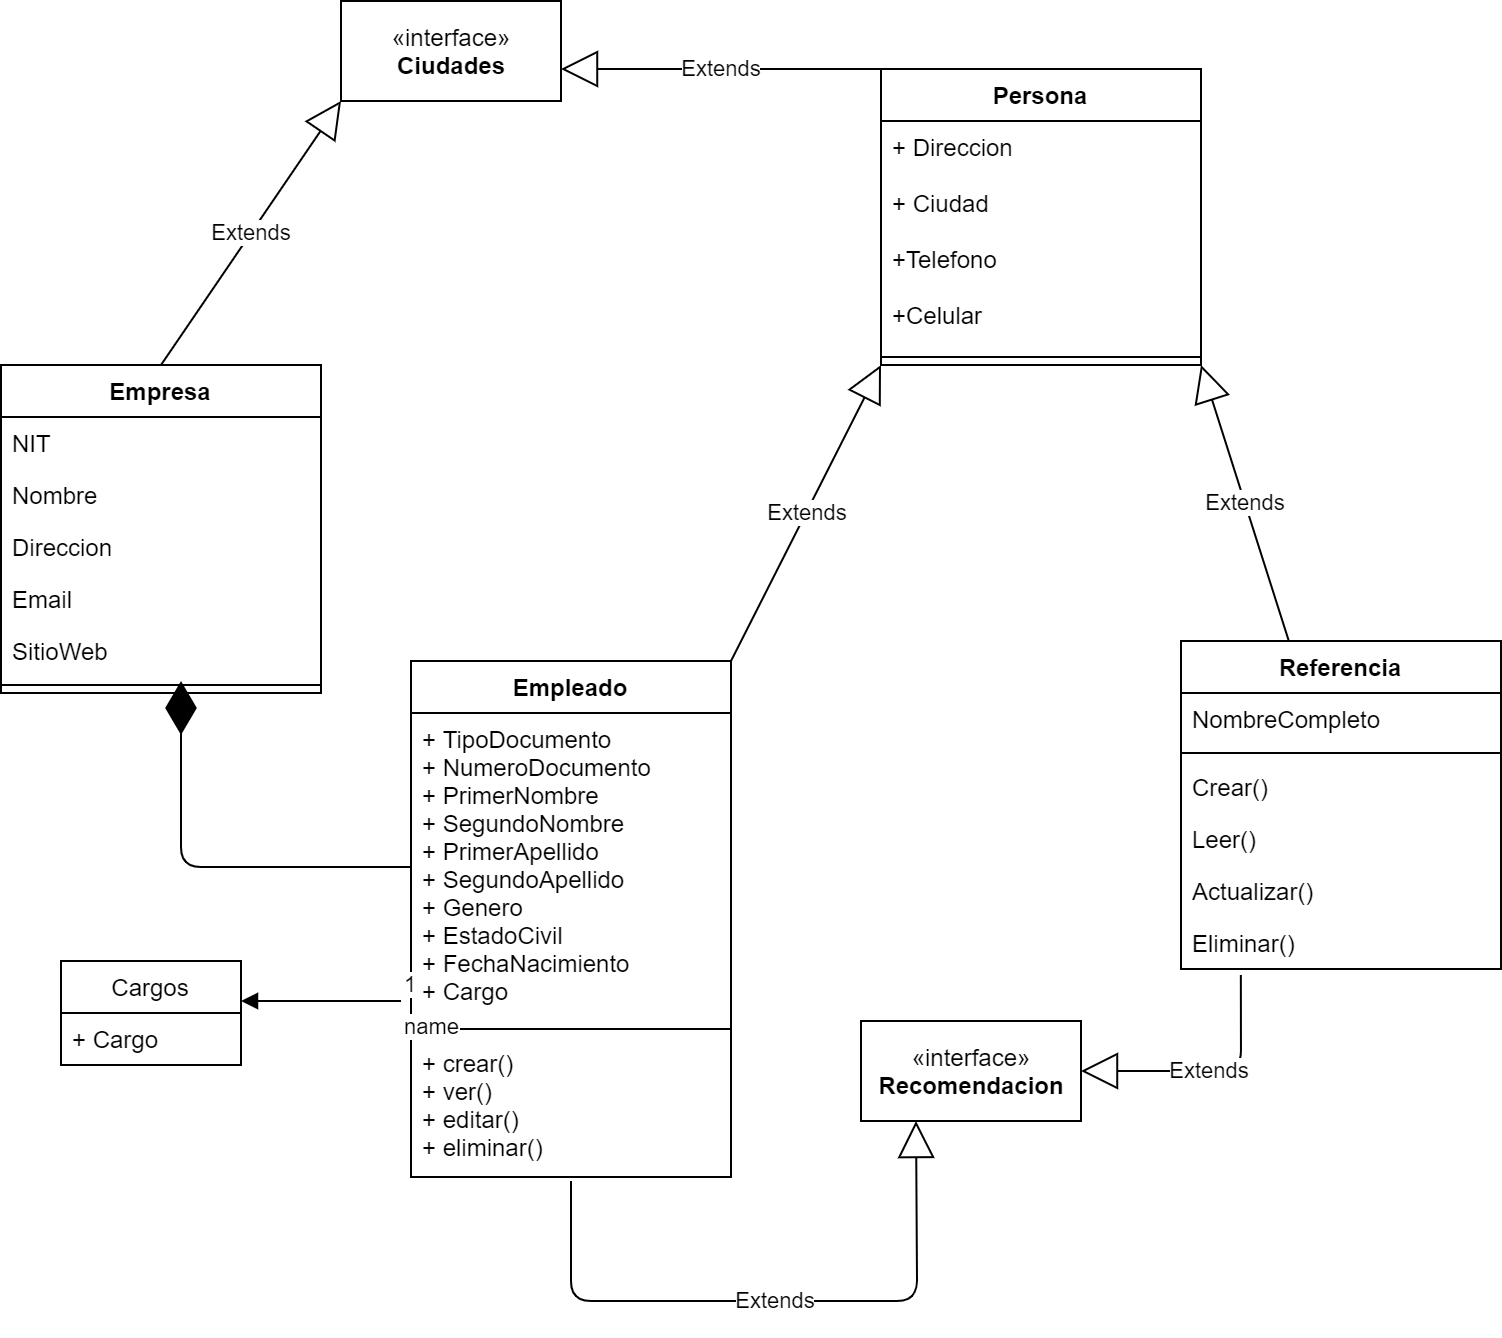 «interface»
Ciudades
Extends
Persona
+ Direccion
+ Ciudad
+Telefono
+Celular
Extends
Empresa
NIT
Nombre
Direccion
Email
SitioWeb
Extends
Extends
Empleado
+ TipoDocumento
+ NumeroDocumento
+ PrimerNombre
+ SegundoNombre
+ PrimerApellido
+ SegundoApellido
+ Genero
+ EstadoCivil
+ FechaNacimiento
+ Cargo
1
name
+ crear()
+ ver()
+ editar()
+ eliminar()
Referencia
NombreCompleto
Crear()
Leer()
Actualizar()
Eliminar()
Cargos
+ Cargo
«interface»
Recomendacion
Extends
Extends